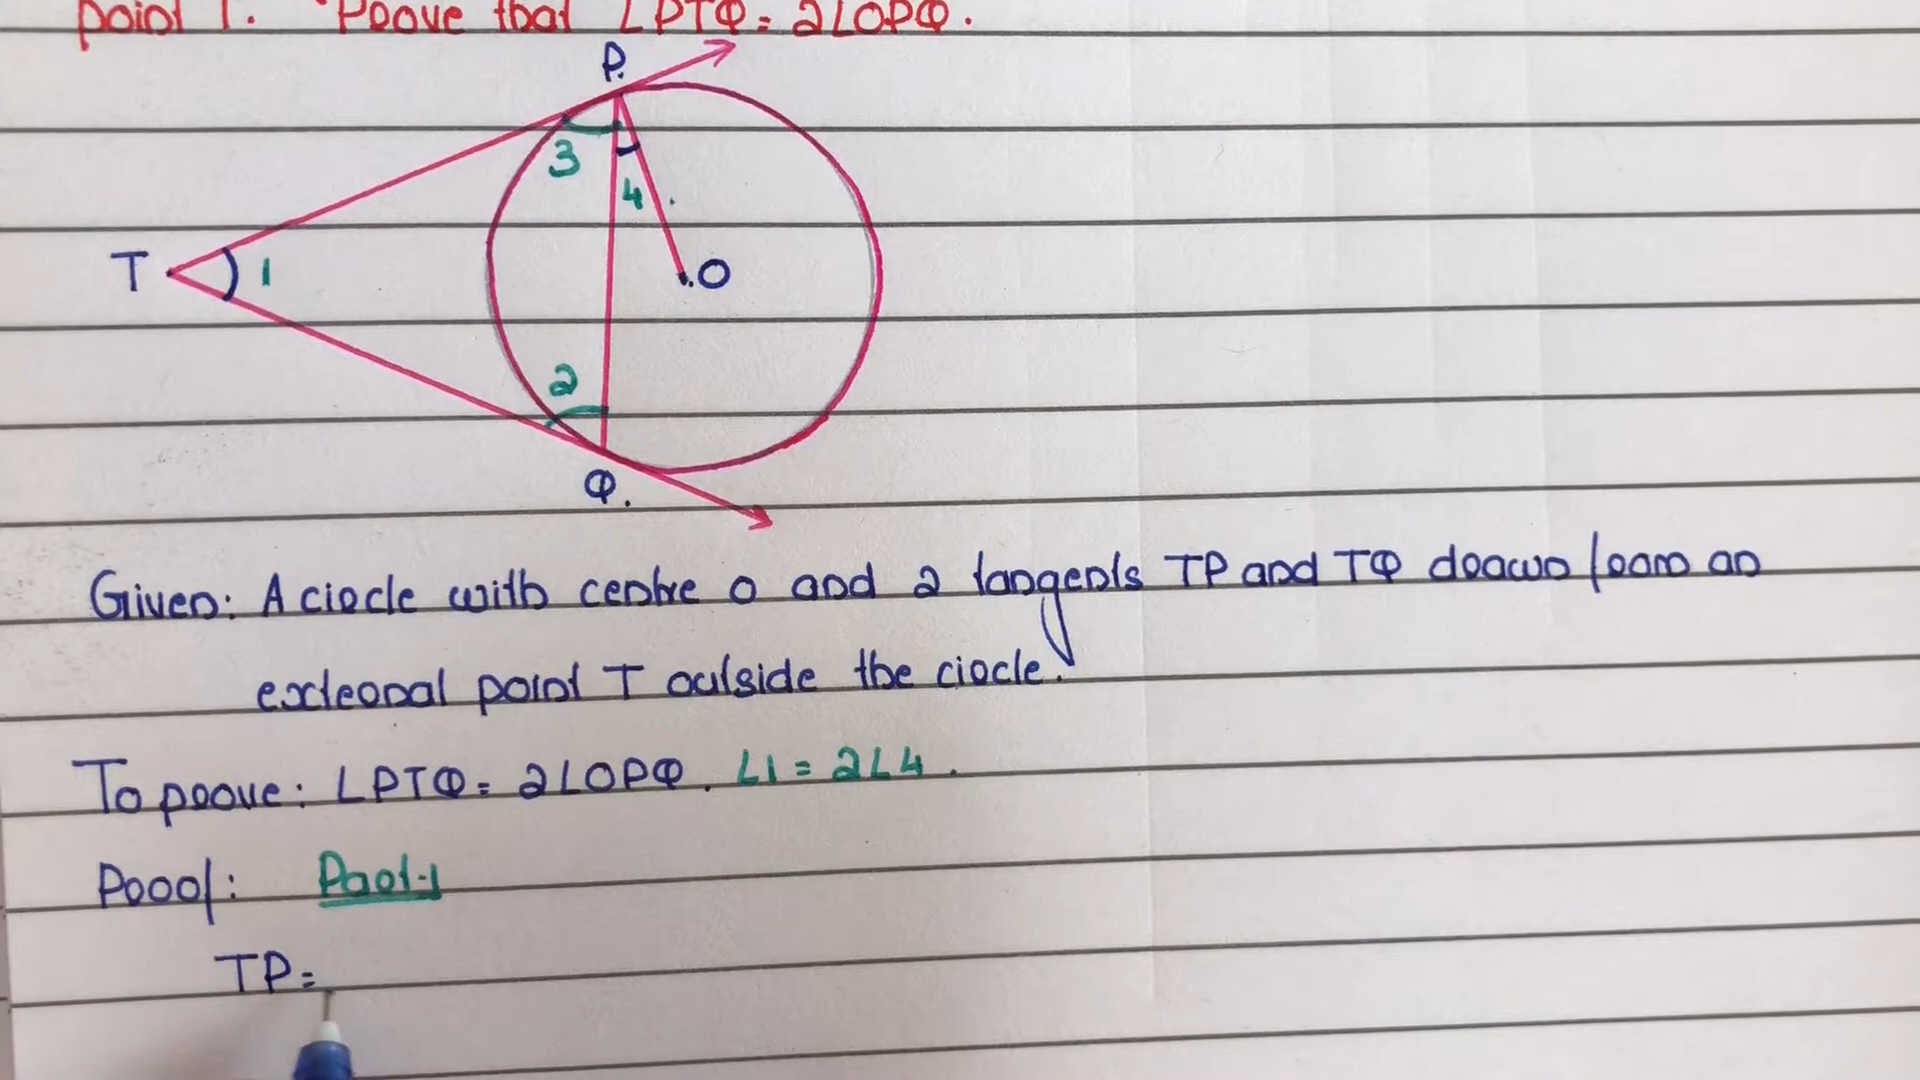 point T. Prove that ∠PTQ = 2∠OPQ.
P.
3
4
T
1
.O
2
Q.
Given: A circle with centre O and 2 tangents TP and TQ drawn from an
external point T outside the circle.
To prove: ∠PTQ = 2∠OPQ. ∠1 = 2∠4.
Proof: Part-1
TP =